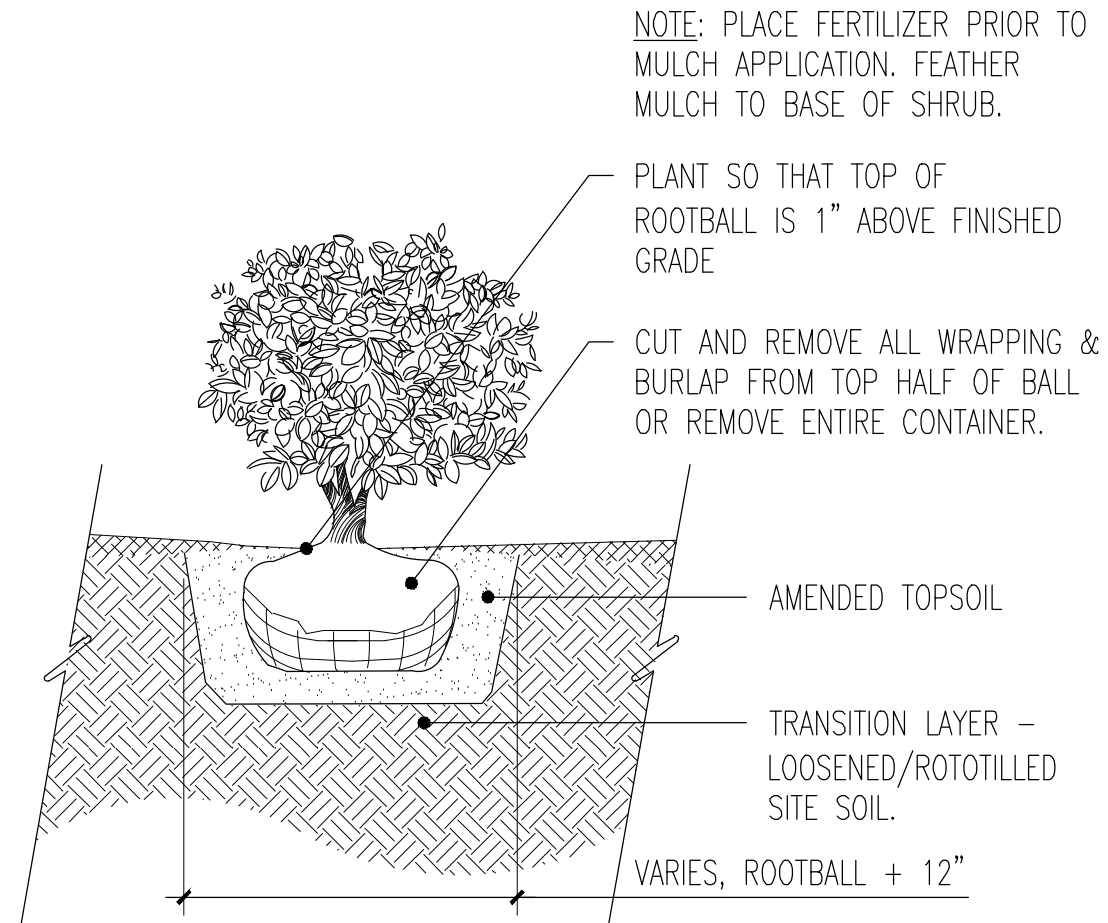 NOTE: PLACE FERTILIZER PRIOR TO
MULCH APPLICATION. FEATHER
MULCH TO BASE OF SHRUB.
PLANT SO THAT TOP OF
ROOTBALL IS 1” ABOVE FINISHED
GRADE
CUT AND REMOVE ALL WRAPPING &
BURLAP FROM TOP HALF OF BALL
OR REMOVE ENTIRE CONTAINER.
AMENDED TOPSOIL
TRANSITION LAYER –
LOOSENED/ROTOTILLED
SITE SOIL.
VARIES, ROOTBALL + 12”